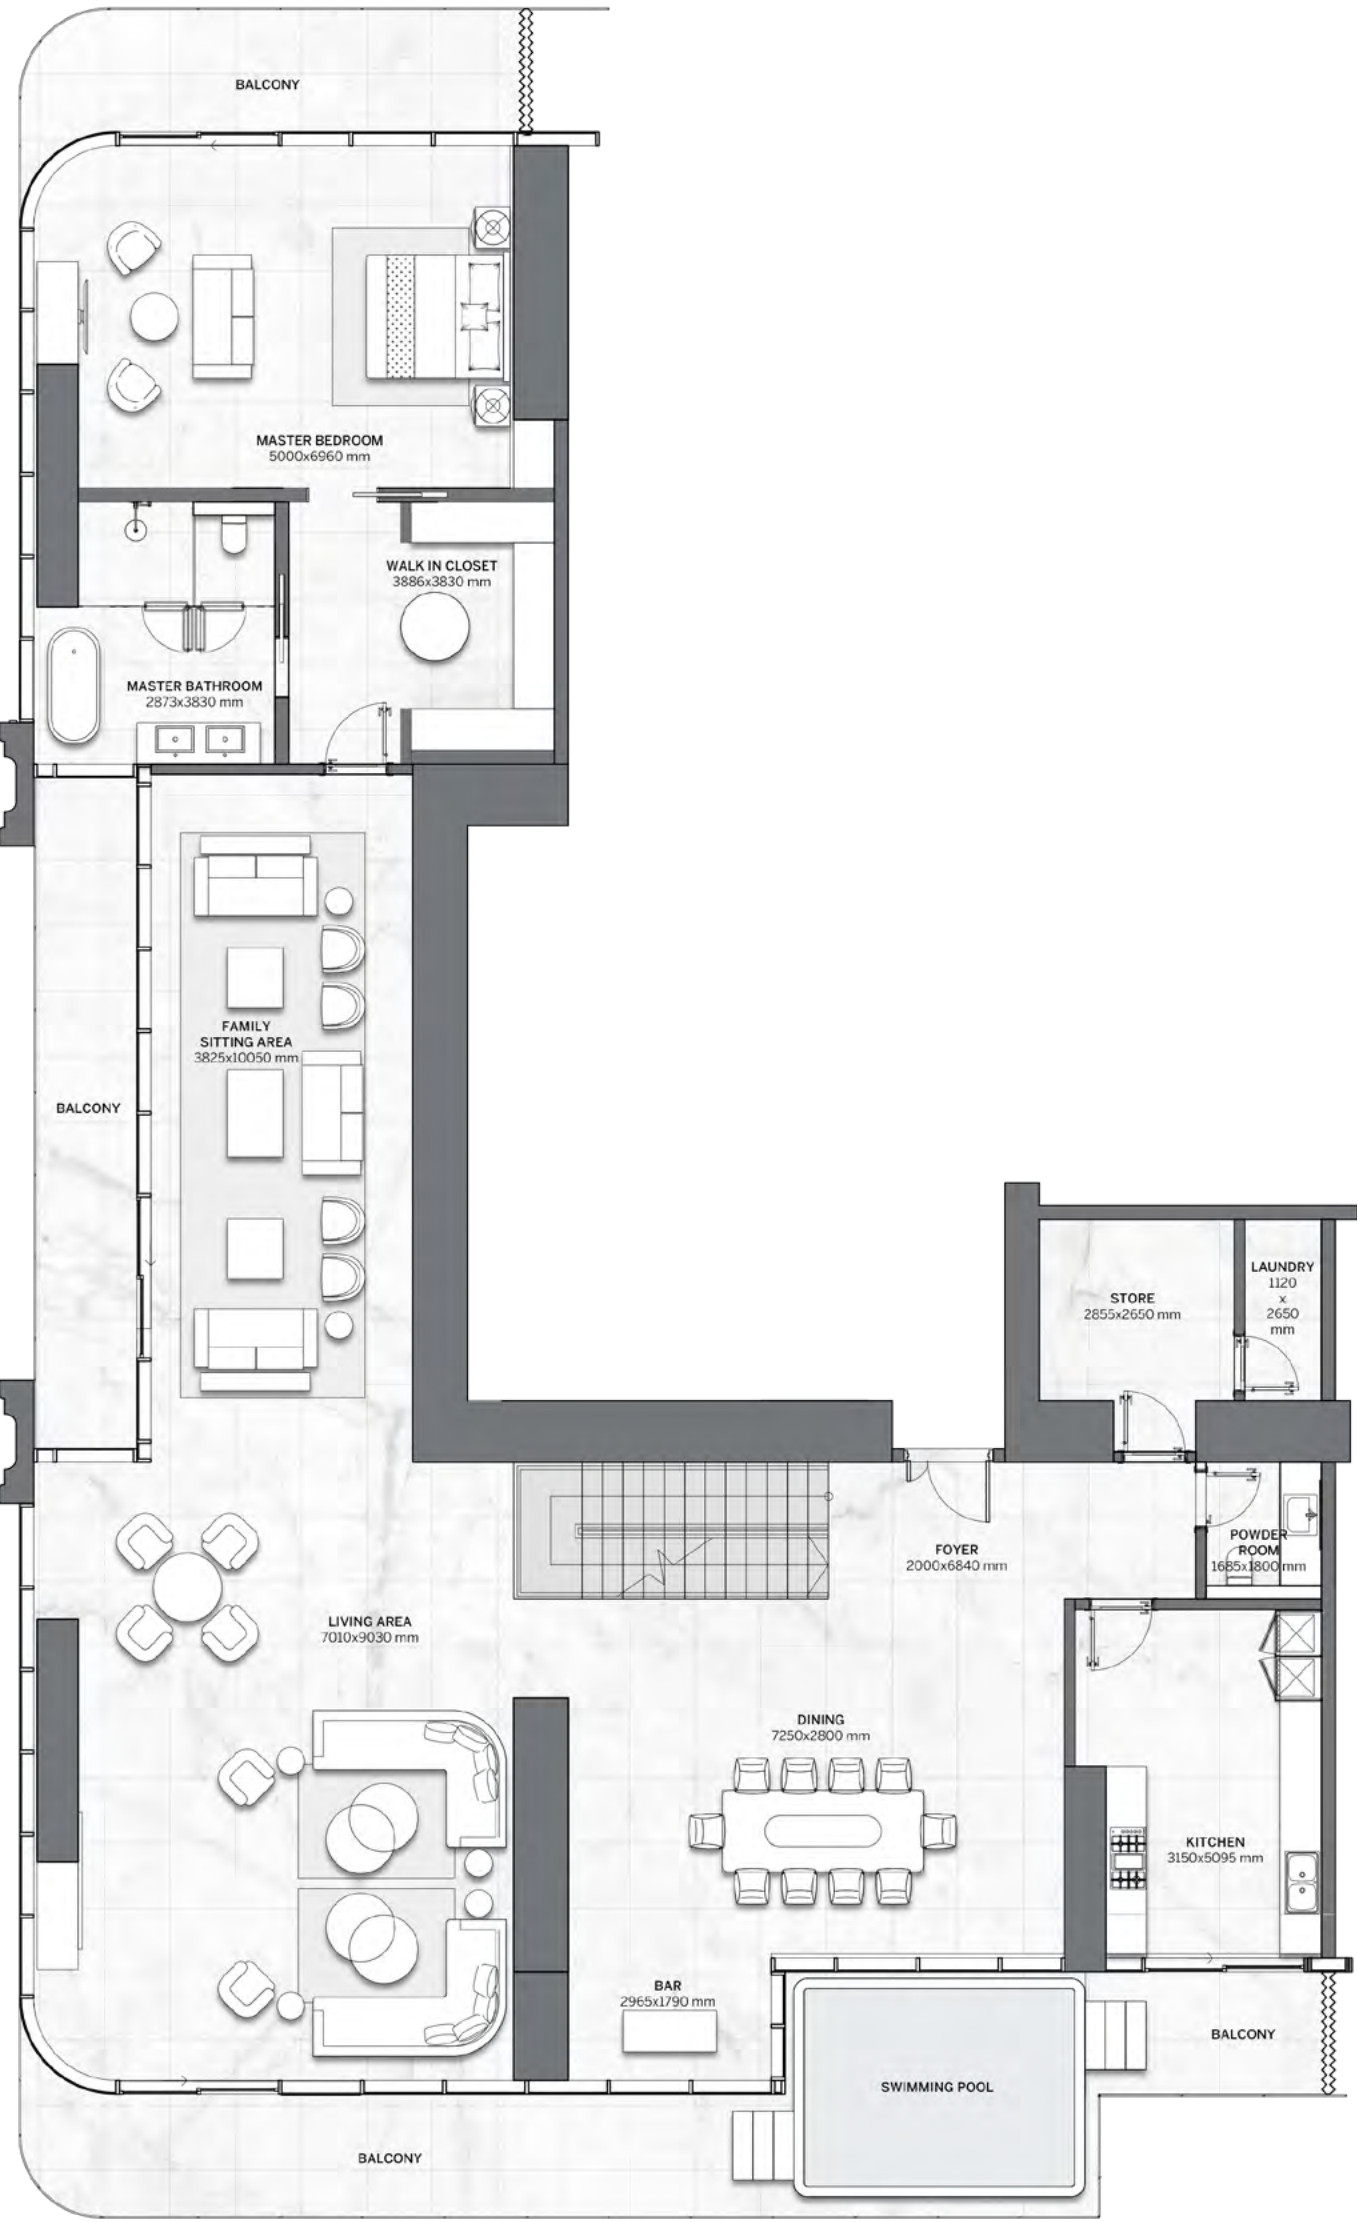 BALCONY
MASTER BEDROOM
5000x6960 mm
WALK IN CLOSET
3886x3830 mm
MASTER BATHROOM
2873x3830 mm
FAMILY
SITTING AREA
3825x10050 mm
BALCONY
LAUNDRY
1120
x
2650
mm
STORE
2855x2650 mm
POWDER
ROOM
1685x1800 mm
FOYER
2000x6840 mm
LIVING AREA
7010x9030 mm
DINING
7250x2800 mm
KITCHEN
3150x5095 mm
BAR
2965x1790 mm
BALCONY
SWIMMING POOL
BALCONY